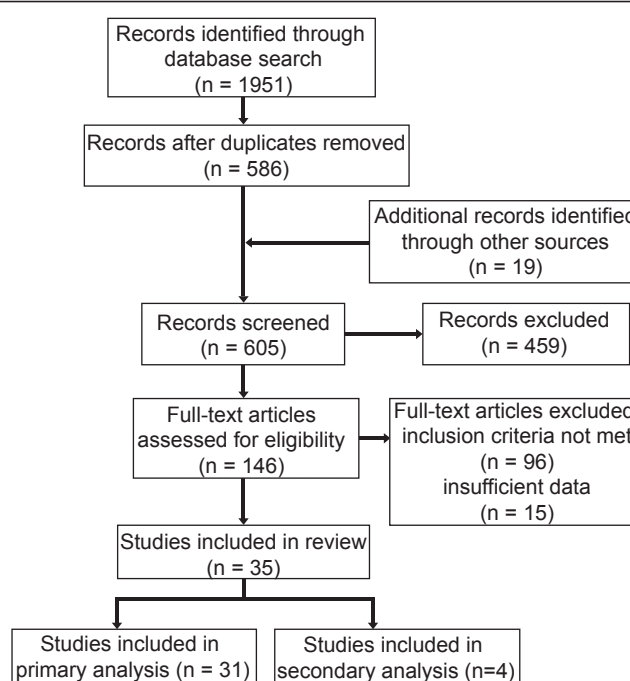 Records identified through
database search
(n = 1951)
Records after duplicates removed
(n = 586)
Additional records identified
through other sources
(n = 19)
Records screened
(n = 605)
Records excluded
(n = 459)
Full-text articles
assessed for eligibility
(n = 146)
Full-text articles excluded
inclusion criteria not met
(n = 96)
insufficient data
(n = 15)
Studies included in review
(n = 35)
Studies included in
primary analysis (n = 31)
Studies included in
secondary analysis (n=4)